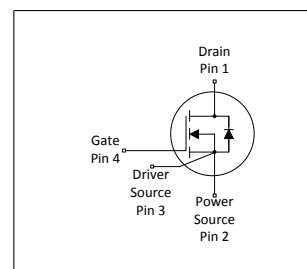 Drain
Pin 1
Gate
Pin 4
Driver
Source
Pin 3
Power
Source
Pin 2